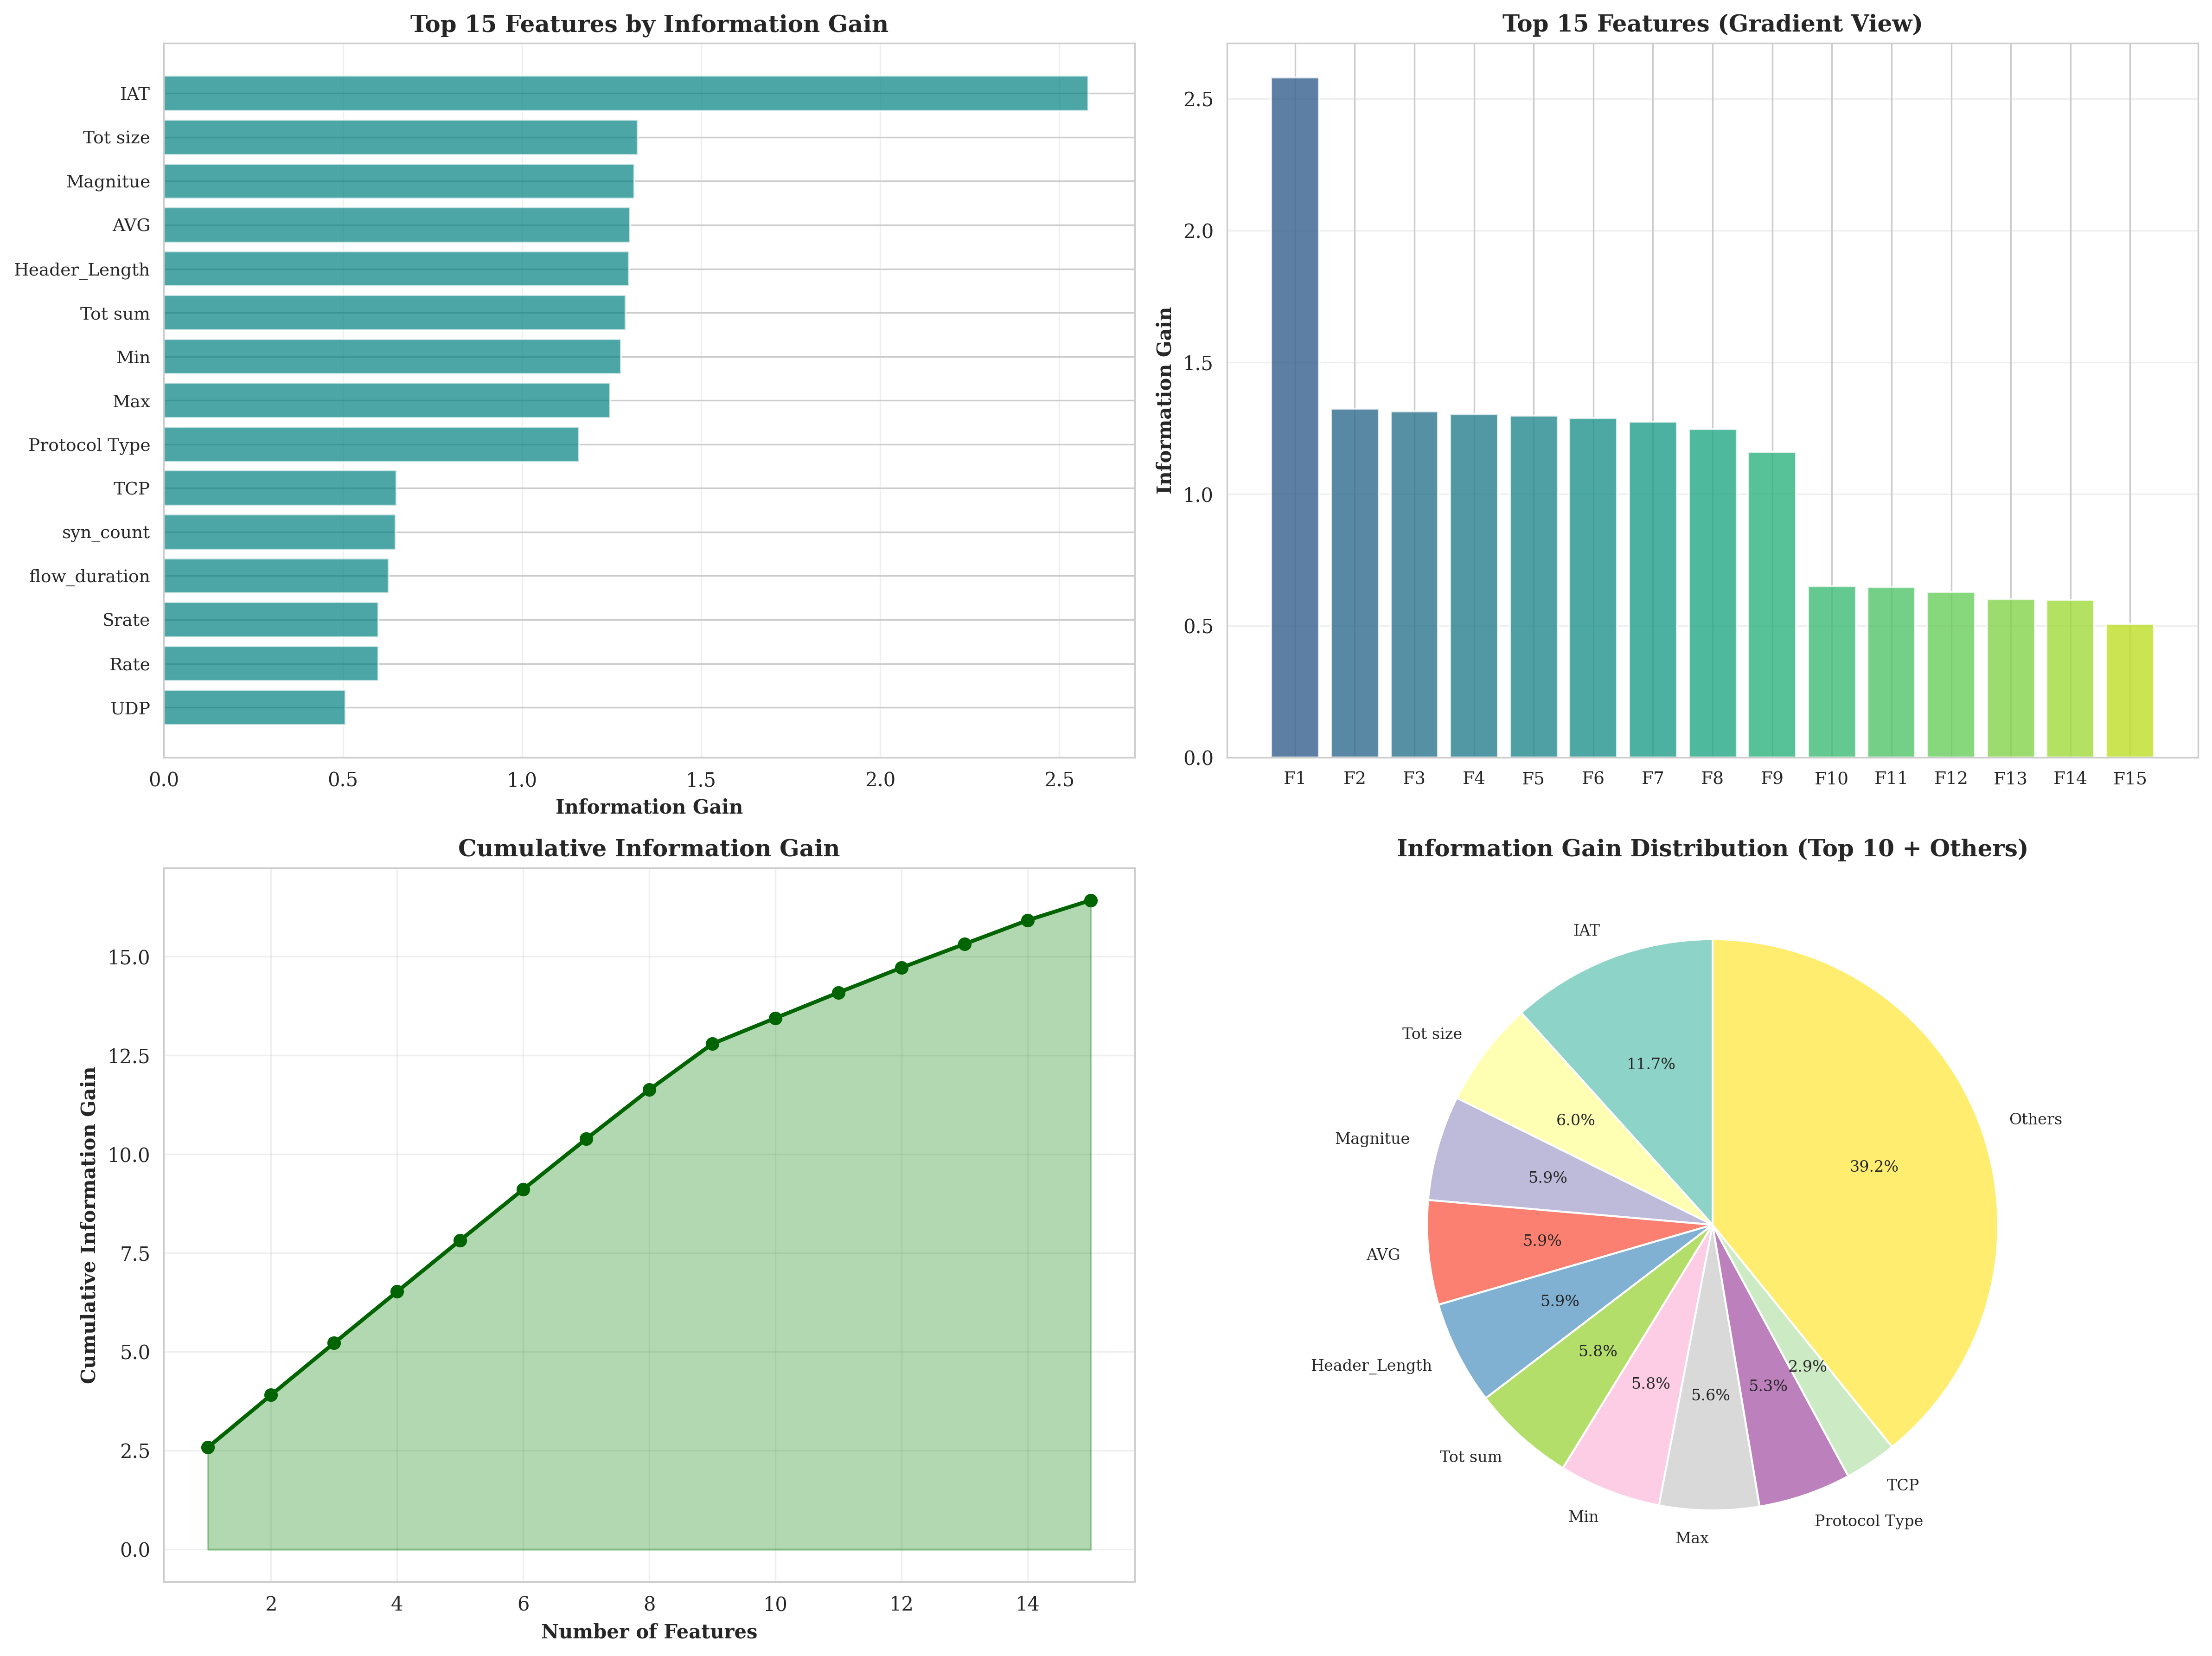 Top 15 Features by Information Gain
IAT
Tot size
Magnitue
AVG
Header_Length
Tot sum
Min
Max
Protocol Type
TCP
syn_count
flow_duration
Srate
Rate
UDP
0.0 0.5 1.0 1.5 2.0 2.5
Information Gain
Top 15 Features (Gradient View)
Information Gain
2.5
2.0
1.5
1.0
0.5
0.0
F1 F2 F3 F4 F5 F6 F7 F8 F9 F10 F11 F12 F13 F14 F15
Cumulative Information Gain
Cumulative Information Gain
15.0
12.5
10.0
7.5
5.0
2.5
0.0
2 4 6 8 10 12 14
Number of Features
Information Gain Distribution (Top 10 + Others)
IAT
11.7%
Tot size
6.0%
Magnitue
5.9%
AVG
5.9%
Header_Length
5.9%
Tot sum
5.8%
Min
5.8%
Max
5.6%
Protocol Type
5.3%
TCP
2.9%
Others
39.2%